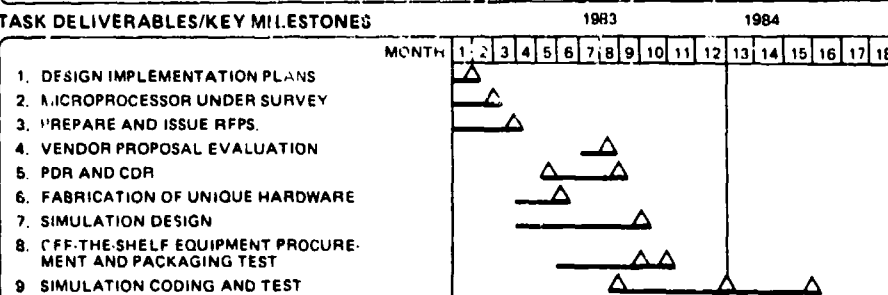 TASK DELIVERABLES/KEY MILESTONES 1983 1984
MONTH 1 2 3 4 5 6 7 8 9 10 11 12 13 14 15 16 17 18
1. DESIGN IMPLEMENTATION PLANS
2. MICROPROCESSOR UNDER SURVEY
3. PREPARE AND ISSUE RFPS.
4. VENDOR PROPOSAL EVALUATION
5. PDR AND CDR
6. FABRICATION OF UNIQUE HARDWARE
7. SIMULATION DESIGN
8. OFF-THE-SHELF EQUIPMENT PROCURE-
MENT AND PACKAGING TEST
9 SIMULATION CODING AND TEST